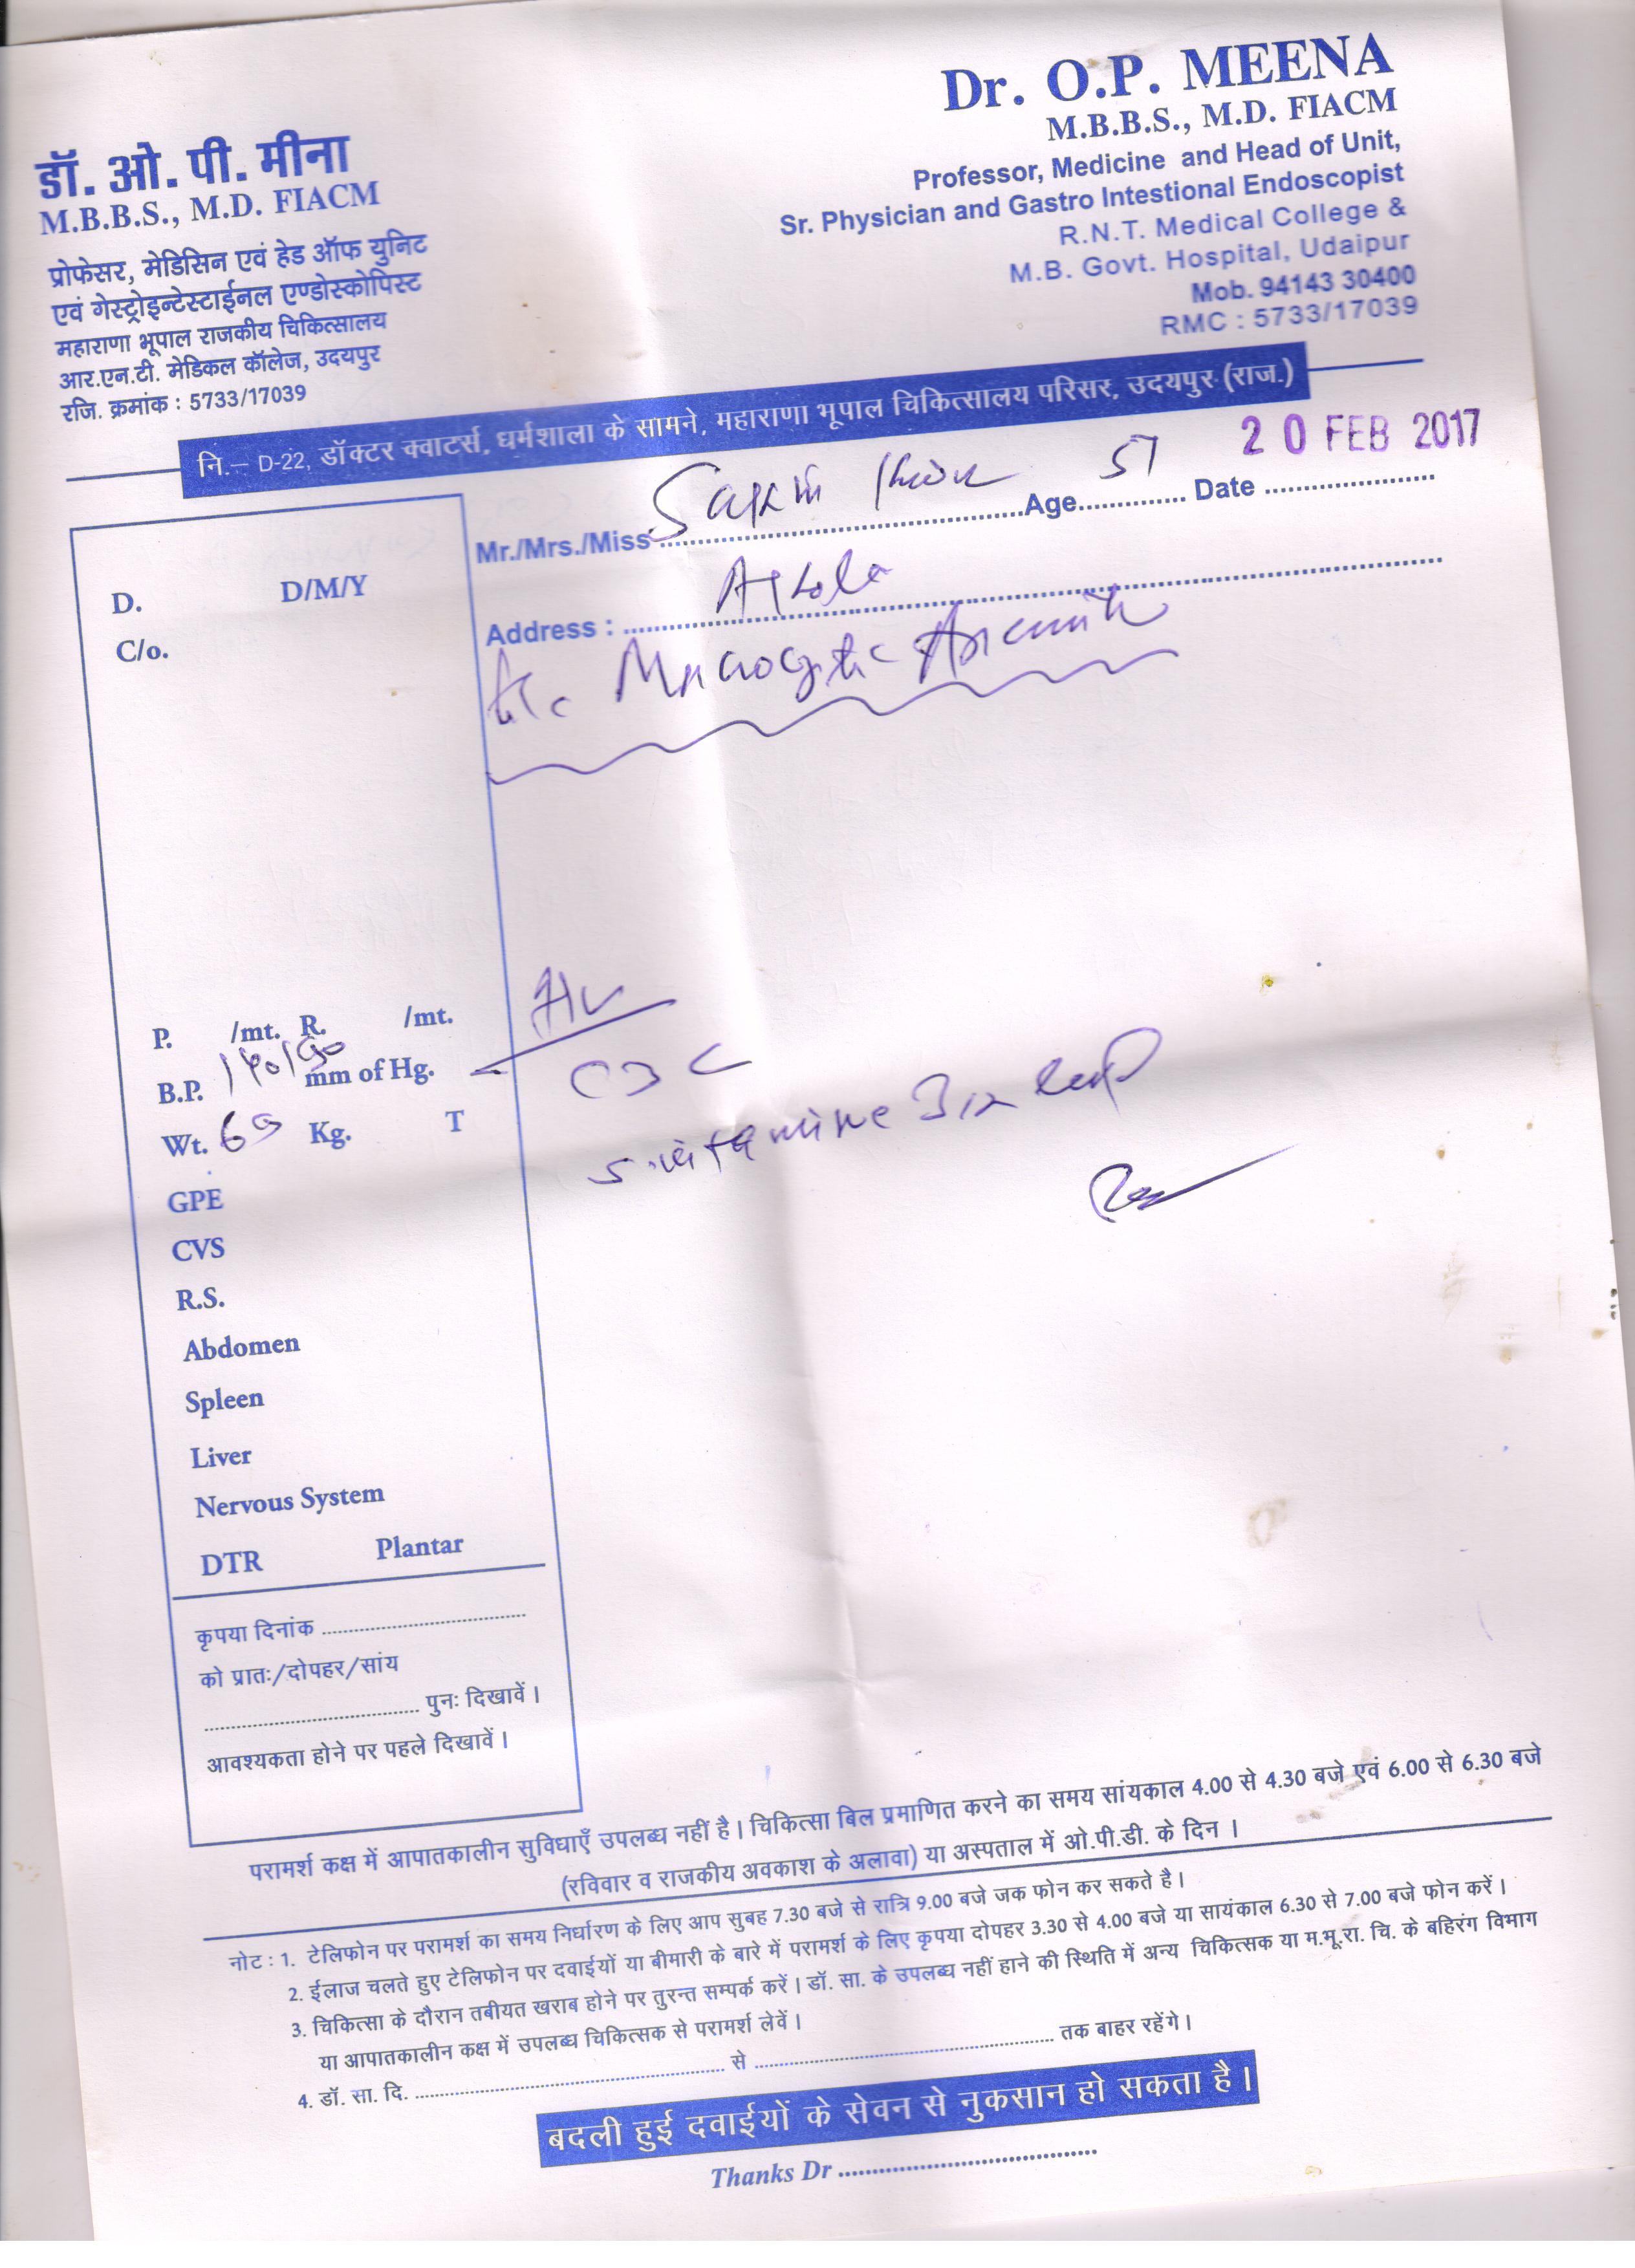 डॉ. ओ. पी. मीना
M.B.B.S., M.D. FIACM
प्रोफेसर, मेडिसिन एवं हेड ऑफ युनिट
एवं गेस्ट्रोइन्टेस्टाईनल एण्डोस्कोपिस्ट
महाराणा भूपाल राजकीय चिकित्सालय
आर.एन.टी. मेडिकल कॉलेज, उदयपुर
रजि. क्रमांक : 5733/17039
Dr. O.P. MEENA
M.B.B.S., M.D. FIACM
Professor, Medicine and Head of Unit,
Sr. Physician and Gastro Intestional Endoscopist
R.N.T. Medical College &
M.B. Govt. Hospital, Udaipur
Mob. 94143 30400
RMC : 5733/17039
नि.– D-22, डॉक्टर क्वाटर्स, धर्मशाला के सामने, महाराणा भूपाल चिकित्सालय परिसर, उदयपुर (राज.)
20 FEB 2017
Mr./Mrs./Miss ........ Age 57 Date ........
Address : ........
Macrocytic
D. D/M/Y
C/o.
P. /mt. R. /mt.
B.P. 140/90 mm of Hg.
Wt. 69 Kg. T
GPE
CVS
R.S.
Abdomen
Spleen
Liver
Nervous System
DTR Plantar
CBC
S. vitamine B12
कृपया दिनांक ........
को प्रातः/दोपहर/सांय
........ पुनः दिखावें।
आवश्यकता होने पर पहले दिखावें।
परामर्श कक्ष में आपातकालीन सुविधाएँ उपलब्ध नहीं है। चिकित्सा बिल प्रमाणित करने का समय सांयकाल 4.00 से 4.30 बजे एवं 6.00 से 6.30 बजे
(रविवार व राजकीय अवकाश के अलावा) या अस्पताल में ओ.पी.डी. के दिन ।
नोट : 1. टेलिफोन पर परामर्श का समय निर्धारण के लिए आप सुबह 7.30 बजे से रात्रि 9.00 बजे जक फोन कर सकते है।
2. ईलाज चलते हुए टेलिफोन पर दवाईयों या बीमारी के बारे में परामर्श के लिए कृपया दोपहर 3.30 से 4.00 बजे या सायंकाल 6.30 से 7.00 बजे फोन करें।
3. चिकित्सा के दौरान तबीयत खराब होने पर तुरन्त सम्पर्क करें। डॉ. सा. के उपलब्ध नहीं हाने की स्थिति में अन्य चिकित्सक या म.भू.रा. चि. के बहिरंग विभाग
या आपातकालीन कक्ष में उपलब्ध चिकित्सक से परामर्श लेवें।
4. डॉ. सा. दि. ........ से ........ तक बाहर रहेंगे।
बदली हुई दवाईयों के सेवन से नुकसान हो सकता है।
Thanks Dr ........